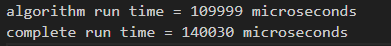 algorithm run time = 109999 microseconds
complete run time = 140030 microseconds